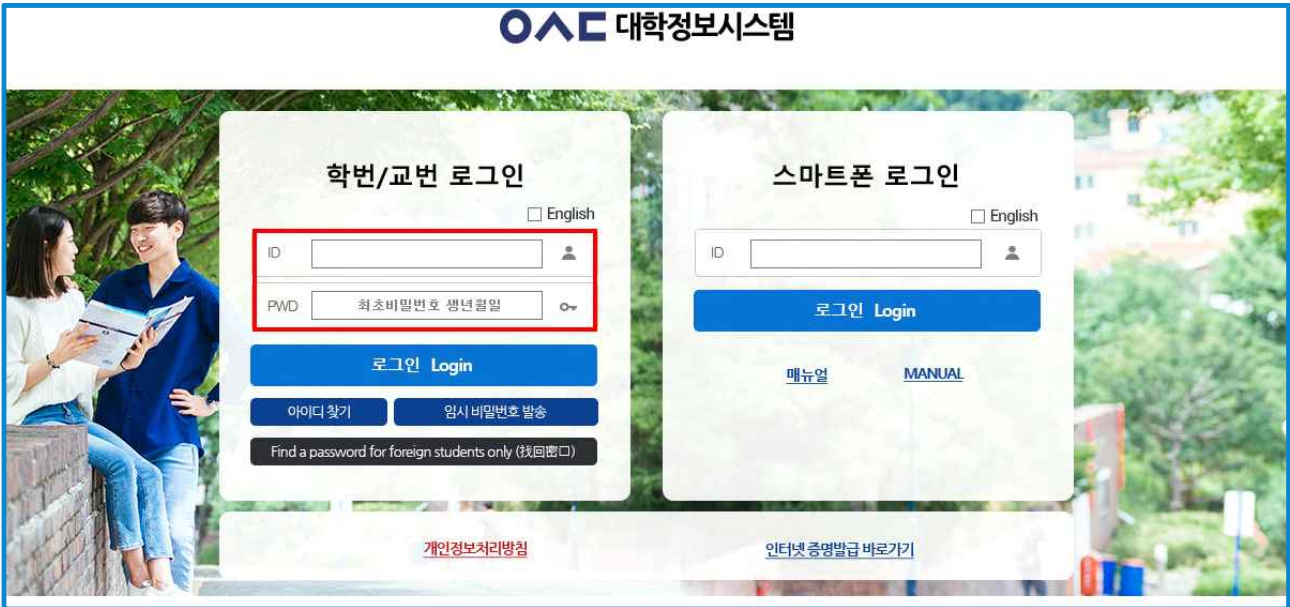 ㅇㅅㄷ 대학정보시스템
학번/교번 로그인
English
ID
PWD 최초비밀번호 생년월일
로그인 Login
아이디 찾기 임시 비밀번호 발송
Find a password for foreign students only (找回密口)
스마트폰 로그인
English
ID
로그인 Login
매뉴얼 MANUAL
개인정보처리방침 인터넷 증명발급 바로가기